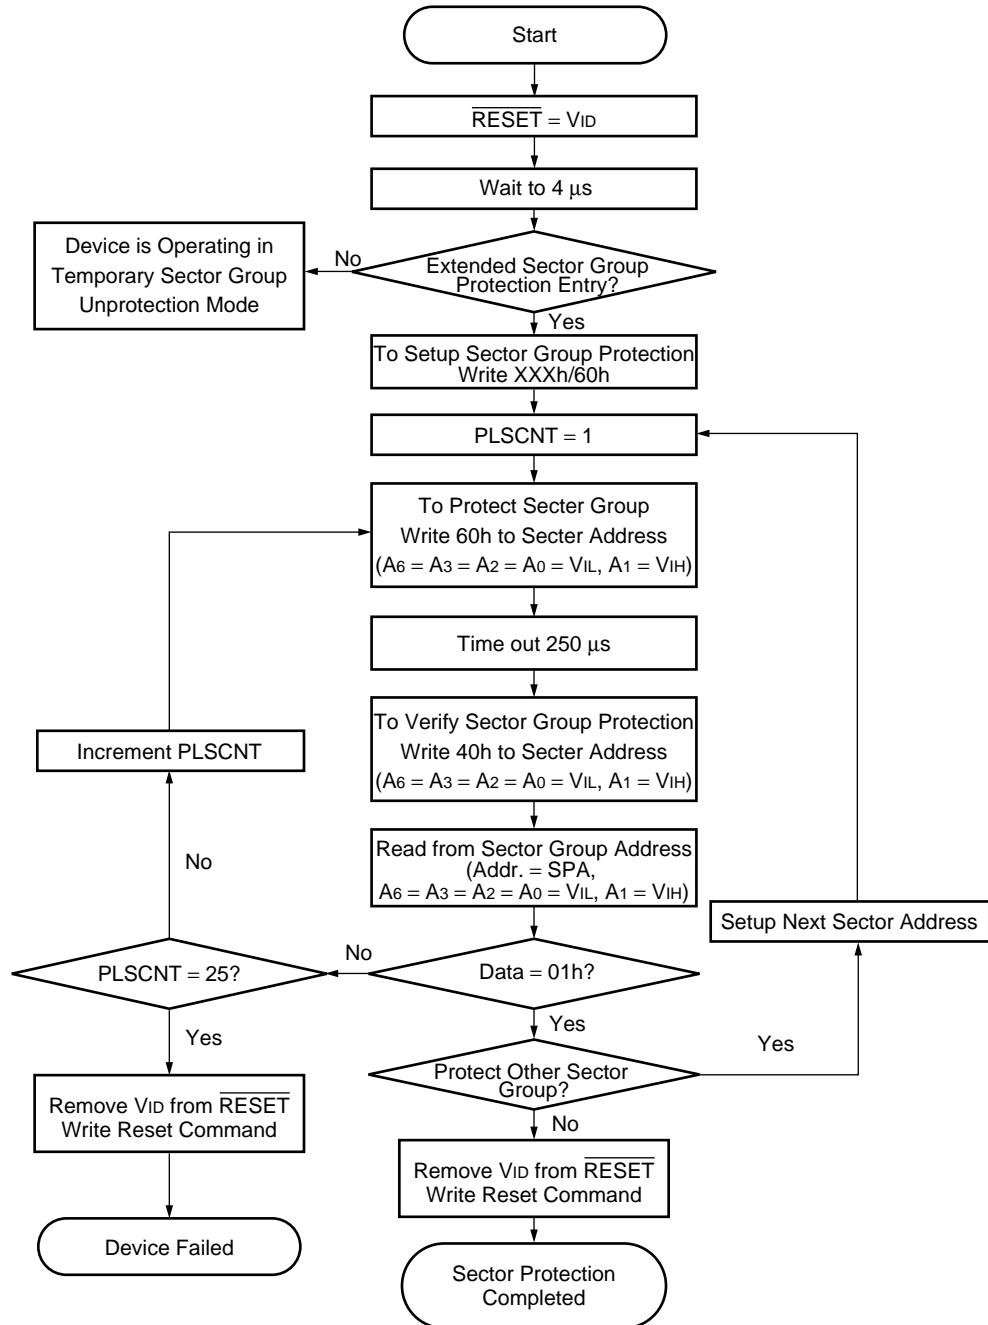 Start
RESET = VID
Wait to 4 μs
Device is Operating in
Temporary Sector Group
Unprotection Mode
No
Extended Sector Group
Protection Entry?
Yes
To Setup Sector Group Protection
Write XXXh/60h
PLSCNT = 1
To Protect Secter Group
Write 60h to Secter Address
(A6 = A3 = A2 = A0 = VIL, A1 = VIH)
Time out 250 μs
To Verify Sector Group Protection
Write 40h to Secter Address
(A6 = A3 = A2 = A0 = VIL, A1 = VIH)
Increment PLSCNT
Read from Sector Group Address
(Addr. = SPA,
A6 = A3 = A2 = A0 = VIL, A1 = VIH)
No
Setup Next Sector Address
PLSCNT = 25?
No
Data = 01h?
Yes
Yes
Yes
Protect Other Sector
Group?
No
Remove VID from RESET
Write Reset Command
Remove VID from RESET
Write Reset Command
Device Failed
Sector Protection
Completed